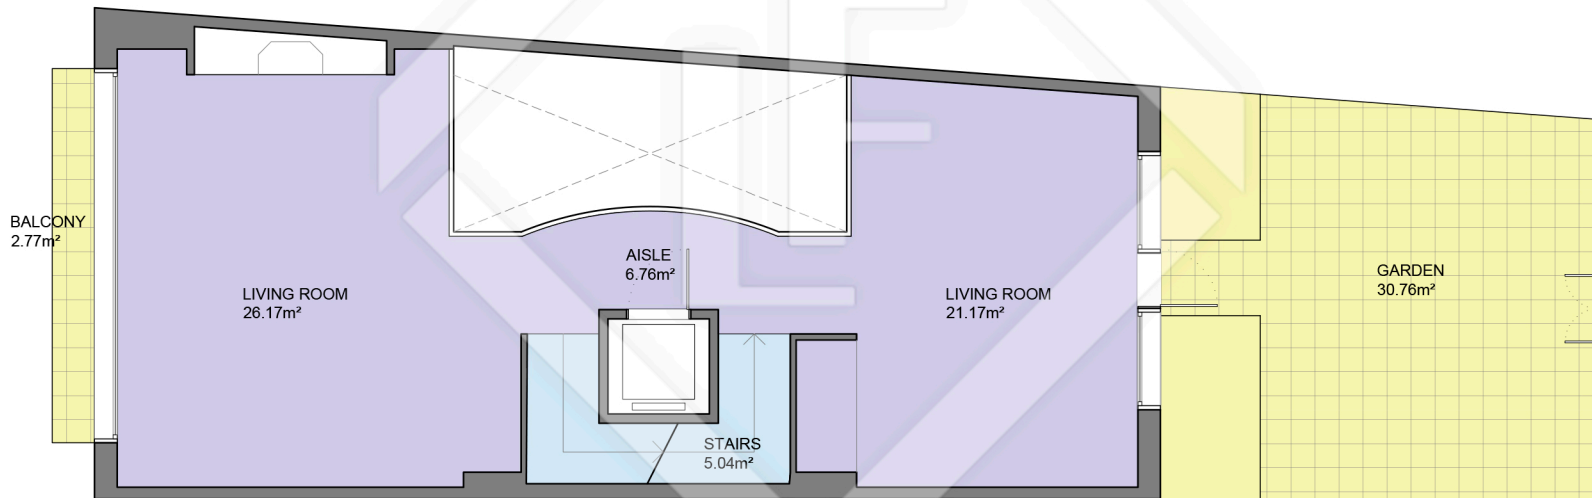 BALCONY
2.77m²
LIVING ROOM
26.17m²
AISLE
6.76m²
STAIRS
5.04m²
LIVING ROOM
21.17m²
GARDEN
30.76m²